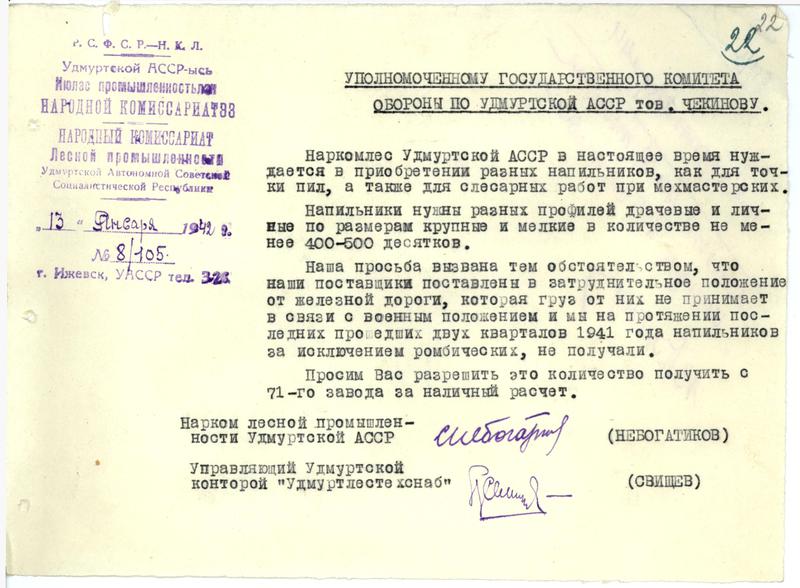 22
22
Р. С. Ф. С. Р.—Н. К. Л.
Удмуртской АССР-ысь
Нюлэс промышленностья
НАРОДНОЙ КОМИССАРИАТЭЗ
НАРОДНЫЙ КОМИССАРИАТ
Лесной промышленности
Удмуртской Автономной Советской
Социалистической Республики
„13 " Января 1942 г.
№ 8/105.
г. Ижевск, УАССР тел.
УПОЛНОМОЧЕННОМУ ГОСУДАРСТВЕННОГО КОМИТЕТА
ОБОРОНЫ ПО УДМУРТСКОЙ АССР тов. ЧЕКИНОВУ.
Наркомлес Удмуртской АССР в настоящее время нуж-
дается в приобретении разных напильников, как для точ-
ки пил, а также для слесарных работ при мехмастерских.
Напильники нужны разных профилей драчевые и лич-
ные по размерам крупные и мелкие в количестве не ме-
нее 400-500 десятков.
Наша просьба вызвана тем обстоятельством, что
наши поставщики поставлены в затруднительное положение
от железной дороги, которая груз от них не принимает
в связи с военным положением и мы на протяжении пос-
ледних прошедших двух кварталов 1941 года напильников
за исключением ромбических, не получали.
Просим Вас разрешить это количество получить с
71-го завода за наличный расчет.
Нарком лесной промышлен-
ности Удмуртской АССР (НЕБОГАТИКОВ)
Управляющий Удмуртской
конторой "Удмуртлестехснаб" (СВИЩЕВ)